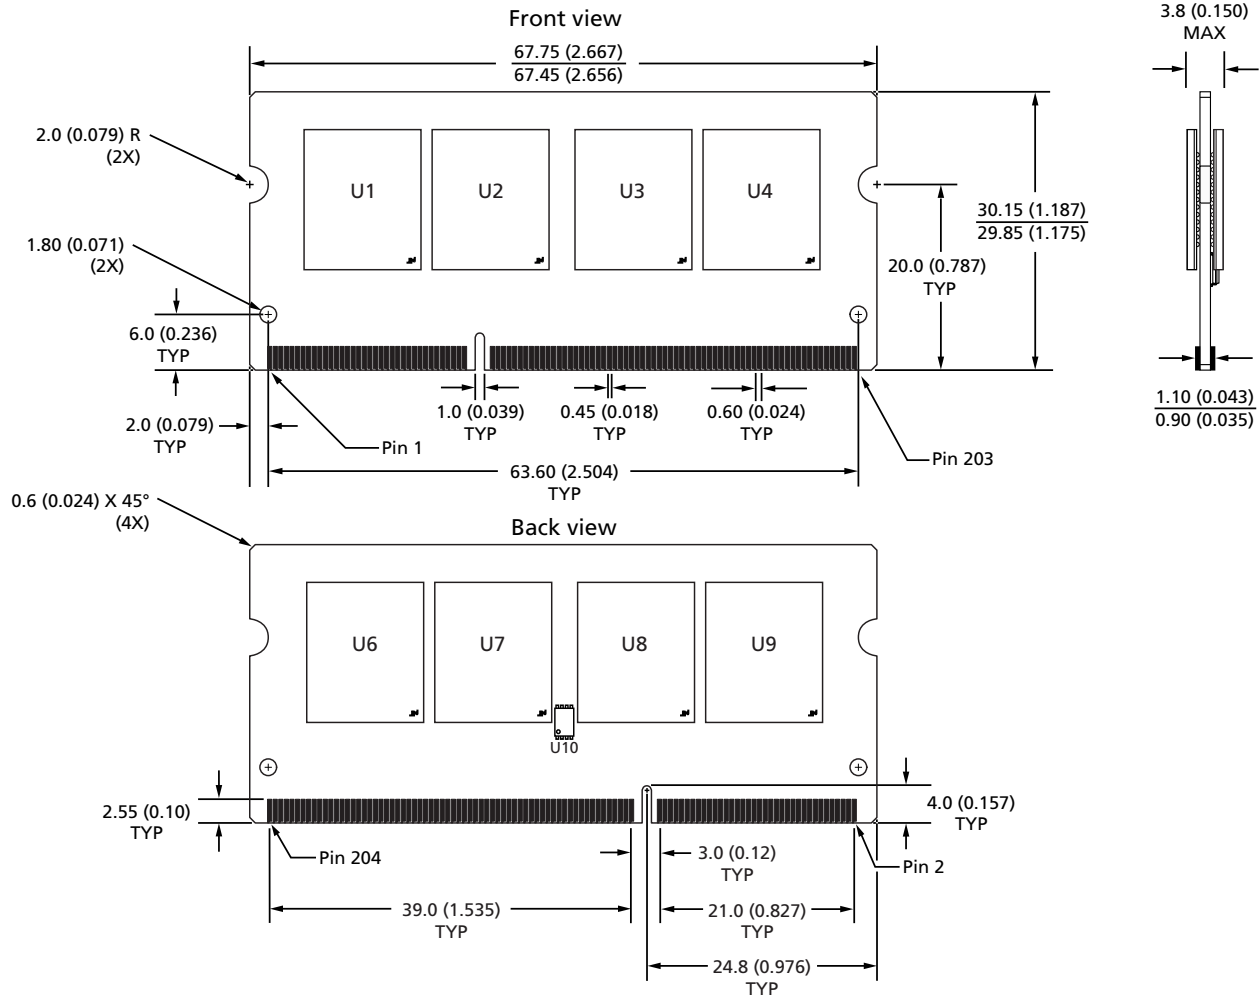 Front view
3.8 (0.150)
MAX
67.75 (2.667)
67.45 (2.656)
2.0 (0.079) R
(2X)
U1
U2
U3
U4
30.15 (1.187)
29.85 (1.175)
1.80 (0.071)
(2X)
20.0 (0.787)
TYP
6.0 (0.236)
TYP
1.0 (0.039)
TYP
0.45 (0.018)
TYP
0.60 (0.024)
TYP
1.10 (0.043)
0.90 (0.035)
2.0 (0.079)
TYP
Pin 1
Pin 203
63.60 (2.504)
TYP
0.6 (0.024) X 45°
(4X)
Back view
U6
U7
U8
U9
U10
2.55 (0.10)
TYP
4.0 (0.157)
TYP
Pin 204
3.0 (0.12)
TYP
Pin 2
39.0 (1.535)
TYP
21.0 (0.827)
TYP
24.8 (0.976)
TYP